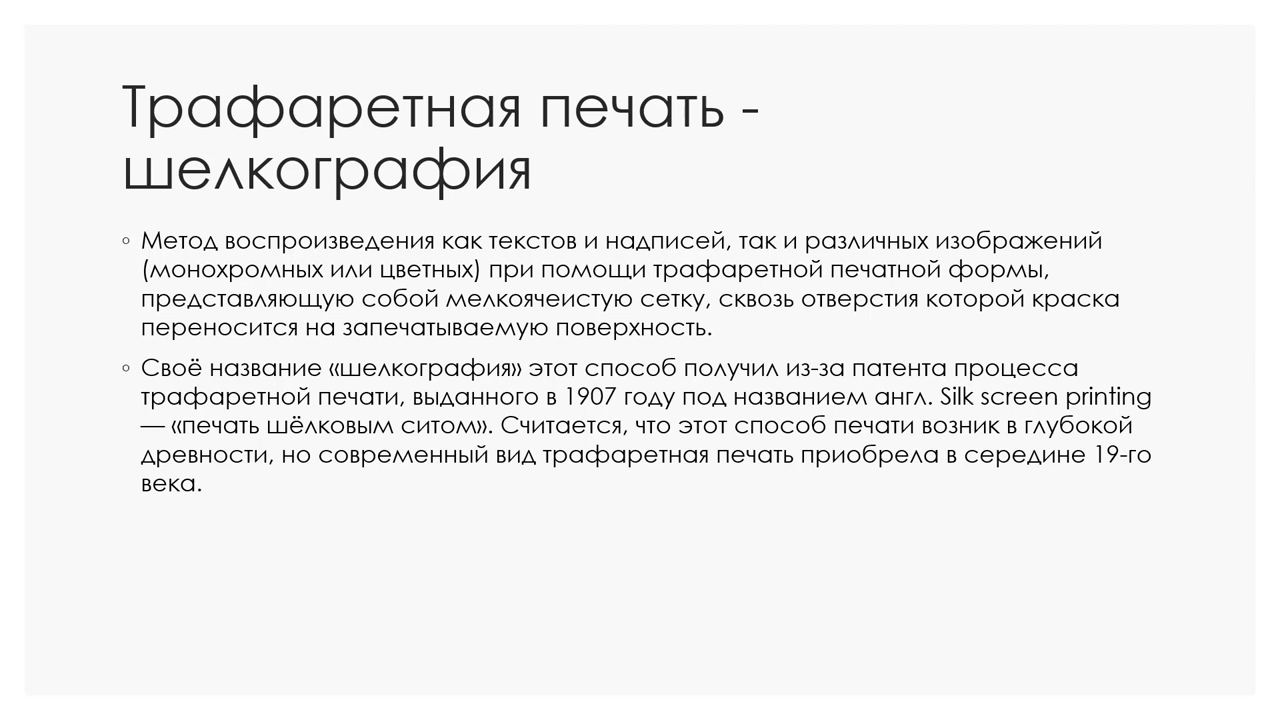 Трафаретная печать -
шелкография
◦ Метод воспроизведения как текстов и надписей, так и различных изображений
(монохромных или цветных) при помощи трафаретной печатной формы,
представляющую собой мелкоячеистую сетку, сквозь отверстия которой краска
переносится на запечатываемую поверхность.
◦ Своё название «шелкография» этот способ получил из-за патента процесса
трафаретной печати, выданного в 1907 году под названием англ. Silk screen printing
— «печать шёлковым ситом». Считается, что этот способ печати возник в глубокой
древности, но современный вид трафаретная печать приобрела в середине 19-го
века.